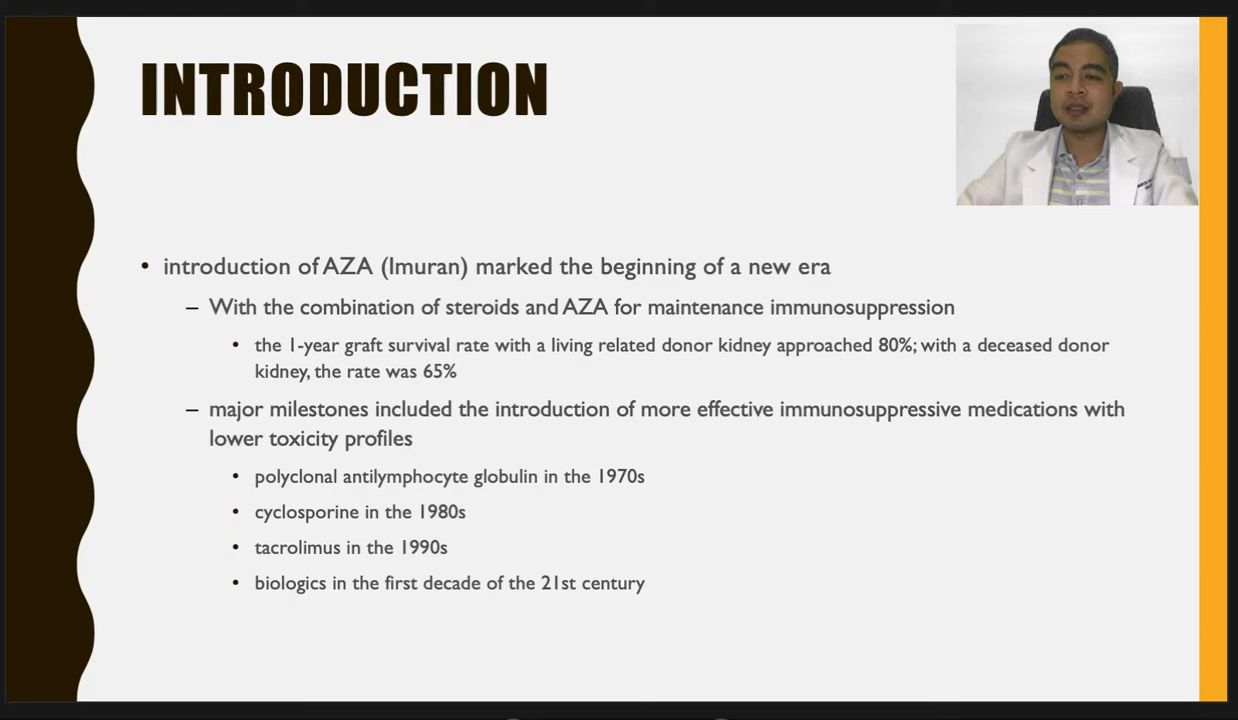 INTRODUCTION
• introduction of AZA (Imuran) marked the beginning of a new era
– With the combination of steroids and AZA for maintenance immunosuppression
• the 1-year graft survival rate with a living related donor kidney approached 80%; with a deceased donor
kidney, the rate was 65%
– major milestones included the introduction of more effective immunosuppressive medications with
lower toxicity profiles
• polyclonal antilymphocyte globulin in the 1970s
• cyclosporine in the 1980s
• tacrolimus in the 1990s
• biologics in the first decade of the 21st century